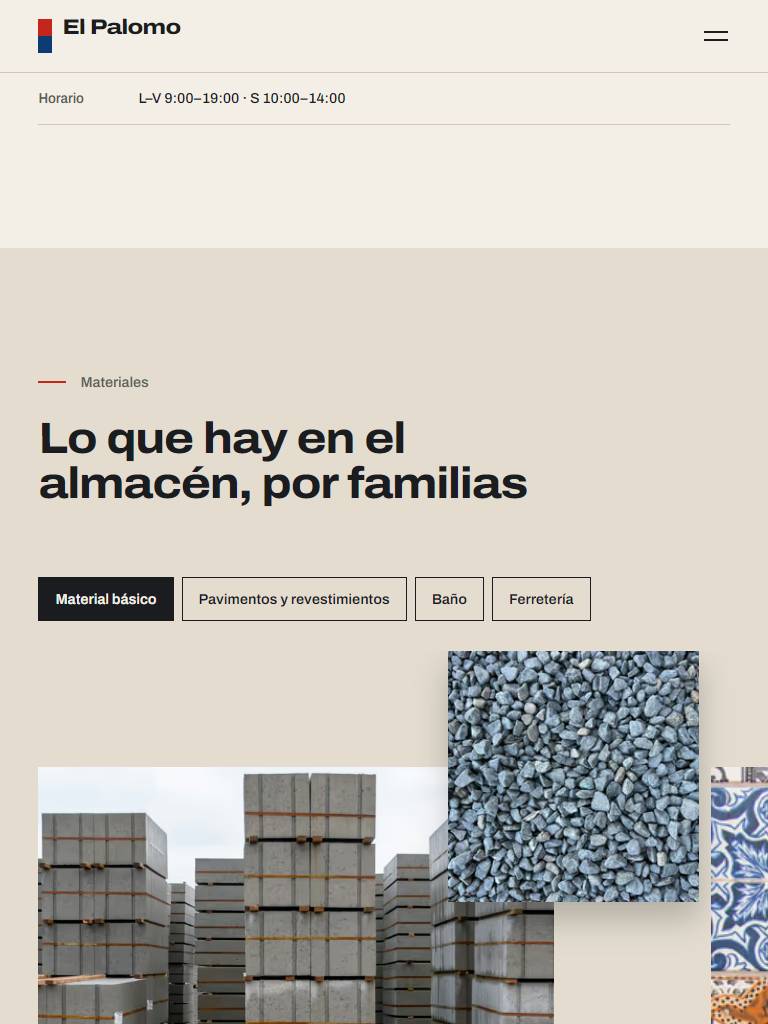 El Palomo
Horario
L–V 9:00–19:00 · S 10:00–14:00
Materiales
Lo que hay en el
almacén, por familias
Material básico
Pavimentos y revestimientos
Baño
Ferretería